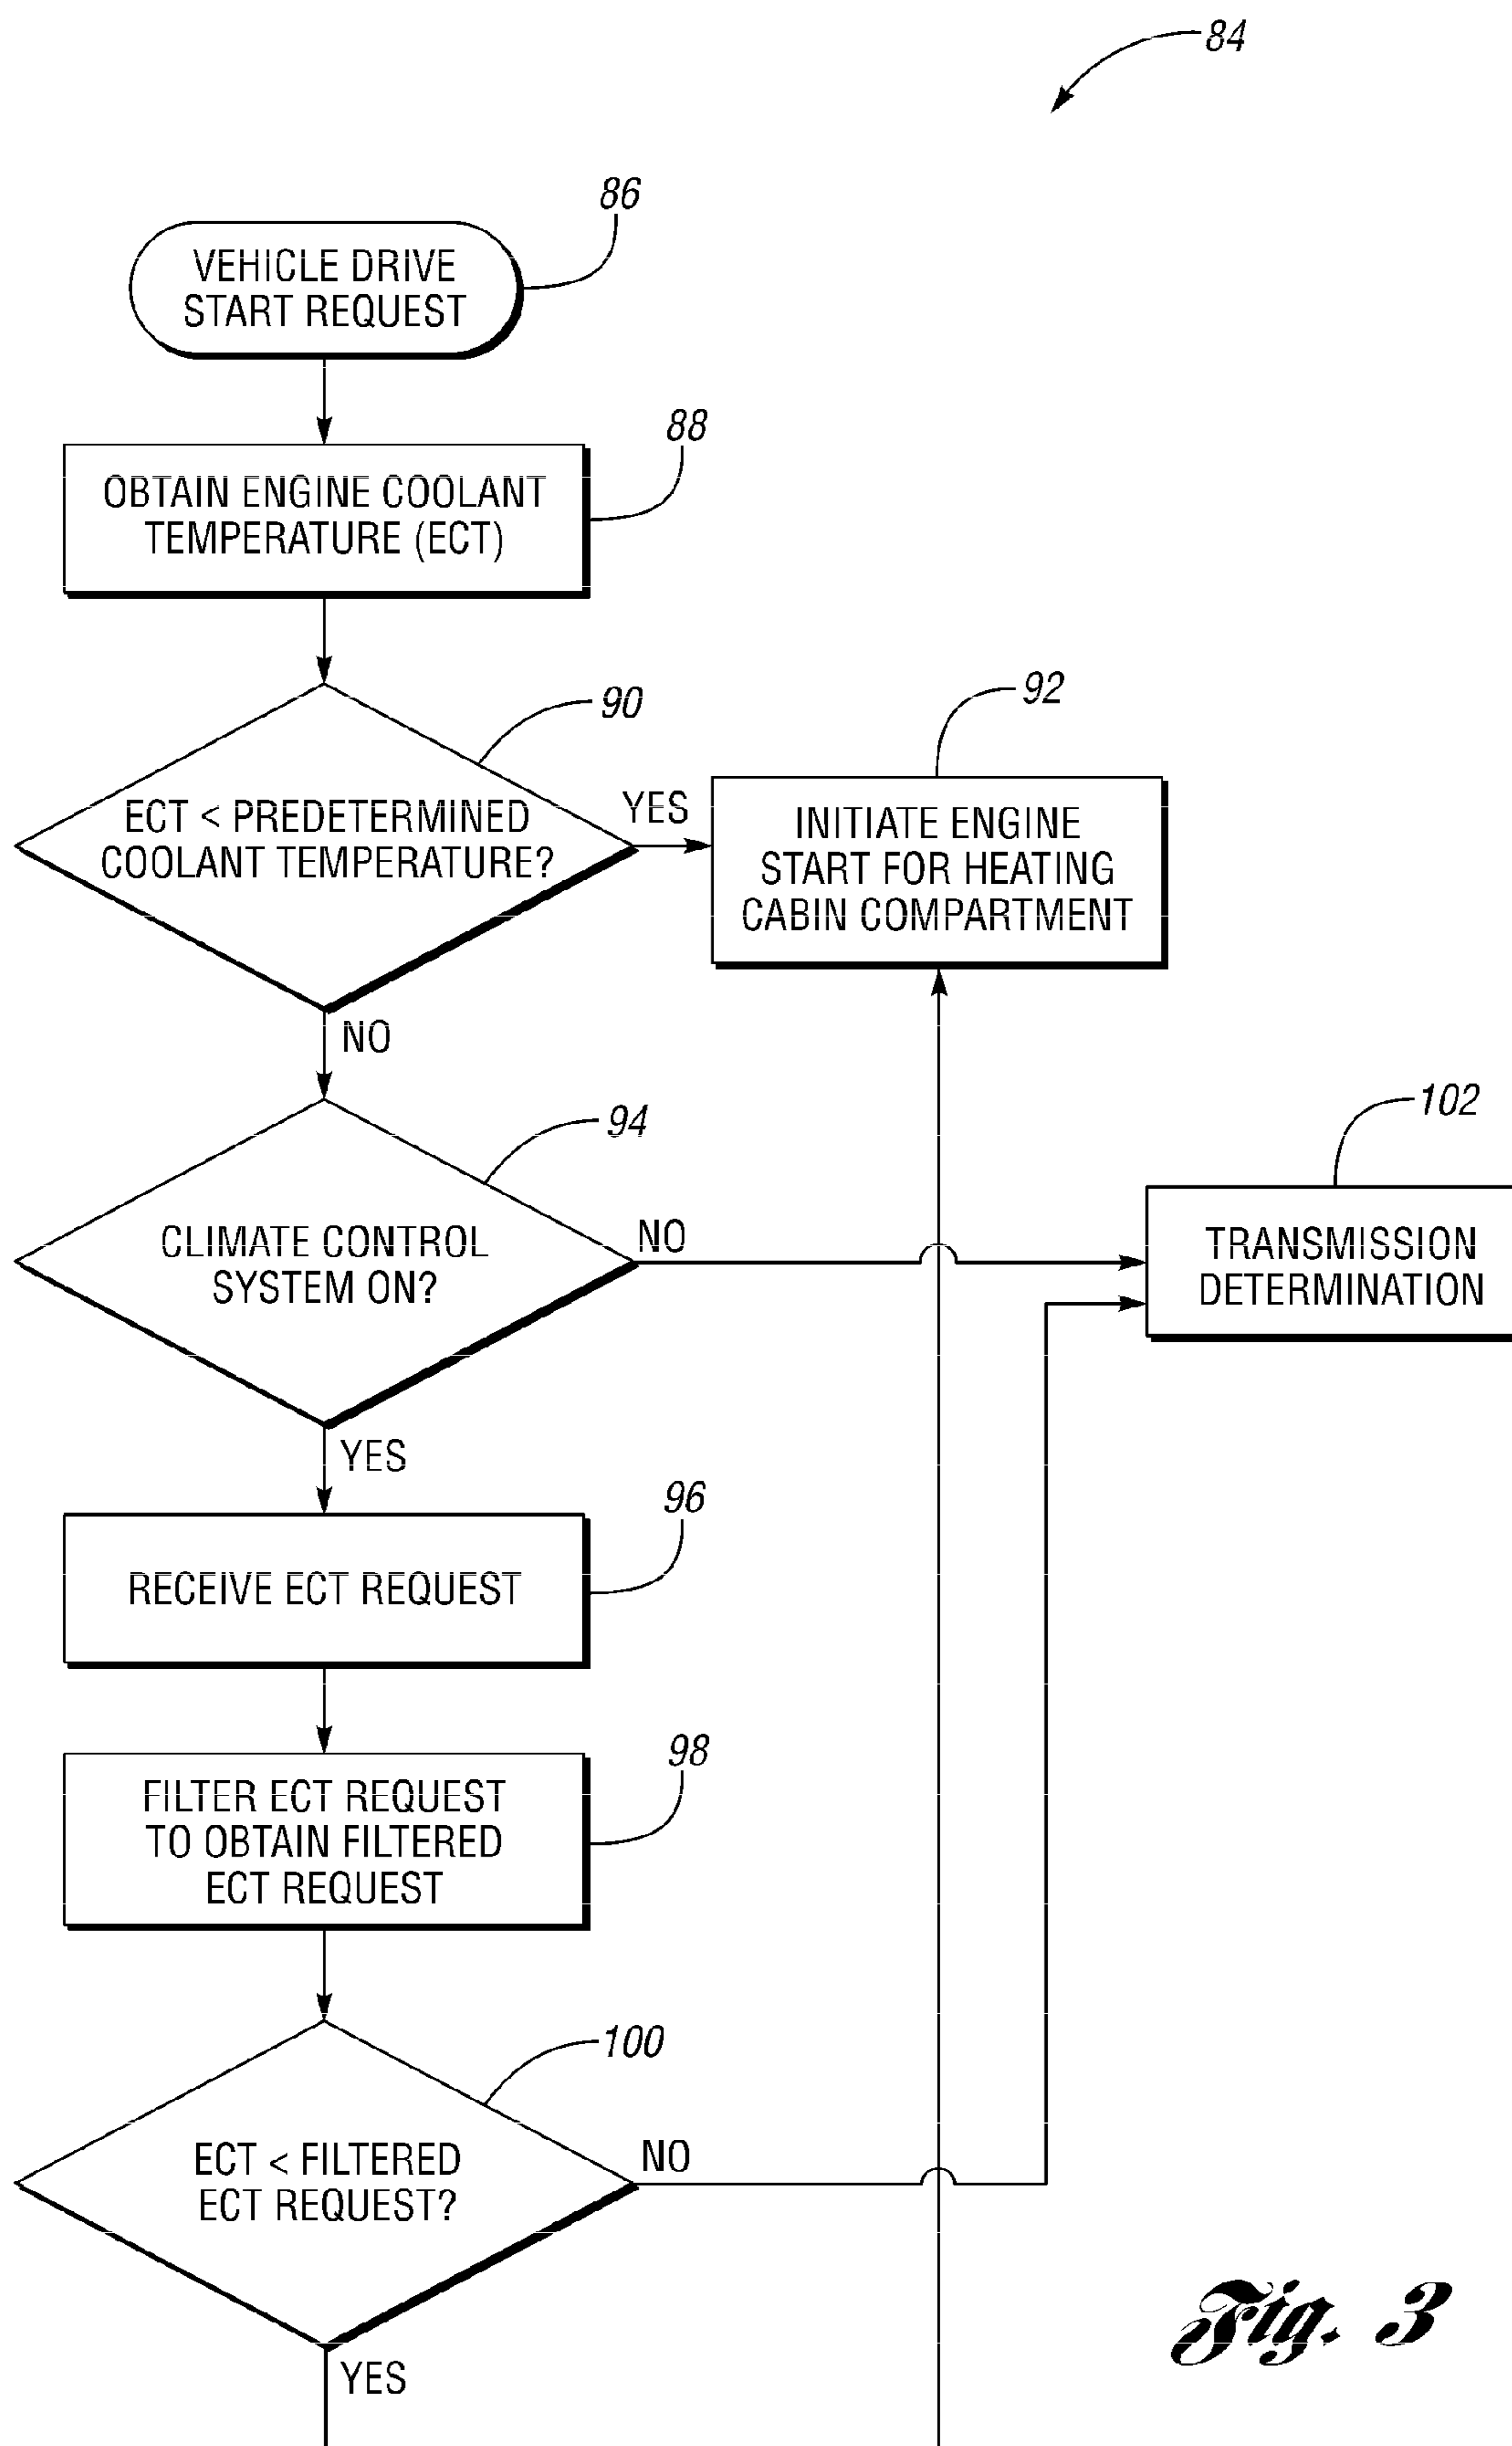 84
86
VEHICLE DRIVE
START REQUEST
88
OBTAIN ENGINE COOLANT
TEMPERATURE (ECT)
90
ECT < PREDETERMINED
COOLANT TEMPERATURE?
YES
92
INITIATE ENGINE
START FOR HEATING
CABIN COMPARTMENT
NO
94
CLIMATE CONTROL
SYSTEM ON?
NO
102
TRANSMISSION
DETERMINATION
YES
96
RECEIVE ECT REQUEST
98
FILTER ECT REQUEST
TO OBTAIN FILTERED
ECT REQUEST
100
ECT < FILTERED
ECT REQUEST?
NO
YES
Fig. 3